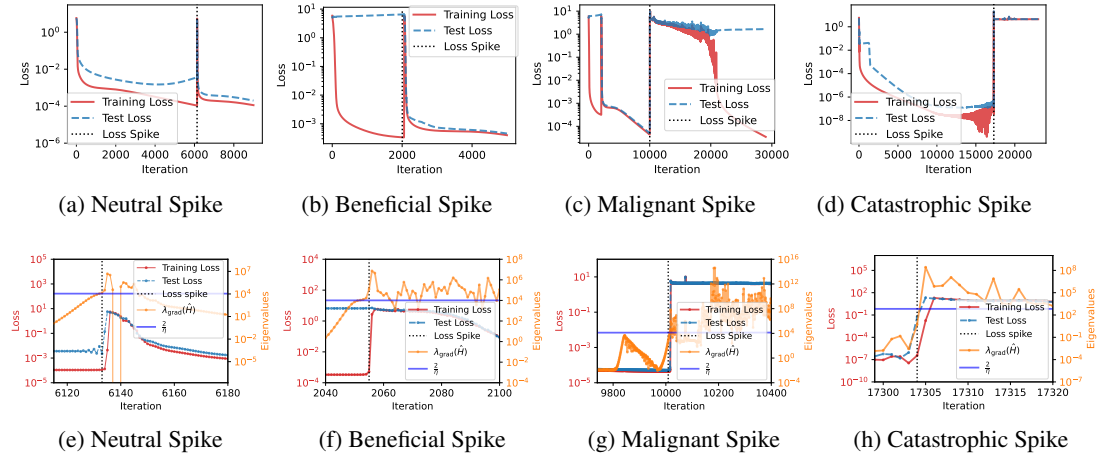 Training Loss
Test Loss
Loss Spike
10^0
10^-2
10^-4
10^-6
Loss
0 2000 4000 6000 8000
Iteration
(a) Neutral Spike
Training Loss
Test Loss
Loss Spike
10^0
10^-1
10^-2
10^-3
Loss
0 2000 4000
Iteration
(b) Beneficial Spike
Training Loss
Test Loss
Loss Spike
10^1
10^0
10^-1
10^-2
10^-3
10^-4
10^-5
Loss
0 10000 20000 30000
Iteration
(c) Malignant Spike
Training Loss
Test Loss
Loss Spike
10^0
10^-2
10^-4
10^-6
10^-8
Loss
0 5000 10000 15000 20000
Iteration
(d) Catastrophic Spike
Training Loss
Test Loss
Loss spike
λ_grad(Ĥ)
2/η
10^5
10^3
10^1
10^-1
10^-3
10^-5
Loss
10^7
10^4
10^1
10^-2
10^-5
Eigenvalues
6120 6140 6160 6180
Iteration
(e) Neutral Spike
Training Loss
Test Loss
Loss spike
λ_grad(Ĥ)
2/η
10^4
10^2
10^0
10^-2
10^-4
Loss
10^8
10^6
10^4
10^2
10^0
10^-2
10^-4
Eigenvalues
2040 2060 2080 2100
Iteration
(f) Beneficial Spike
Training Loss
Test Loss
Loss spike
λ_grad(Ĥ)
2/η
10^3
10^1
10^-1
10^-3
10^-5
Loss
10^16
10^12
10^8
10^4
10^0
10^-4
Eigenvalues
9800 10000 10200 10400
Iteration
(g) Malignant Spike
Training Loss
Test Loss
Loss spike
λ_grad(Ĥ)
2/η
10^5
10^2
10^-1
10^-4
10^-7
10^-10
Loss
10^8
10^5
10^2
10^-1
10^-4
10^-7
Eigenvalues
17300 17305 17310 17315 17320
Iteration
(h) Catastrophic Spike